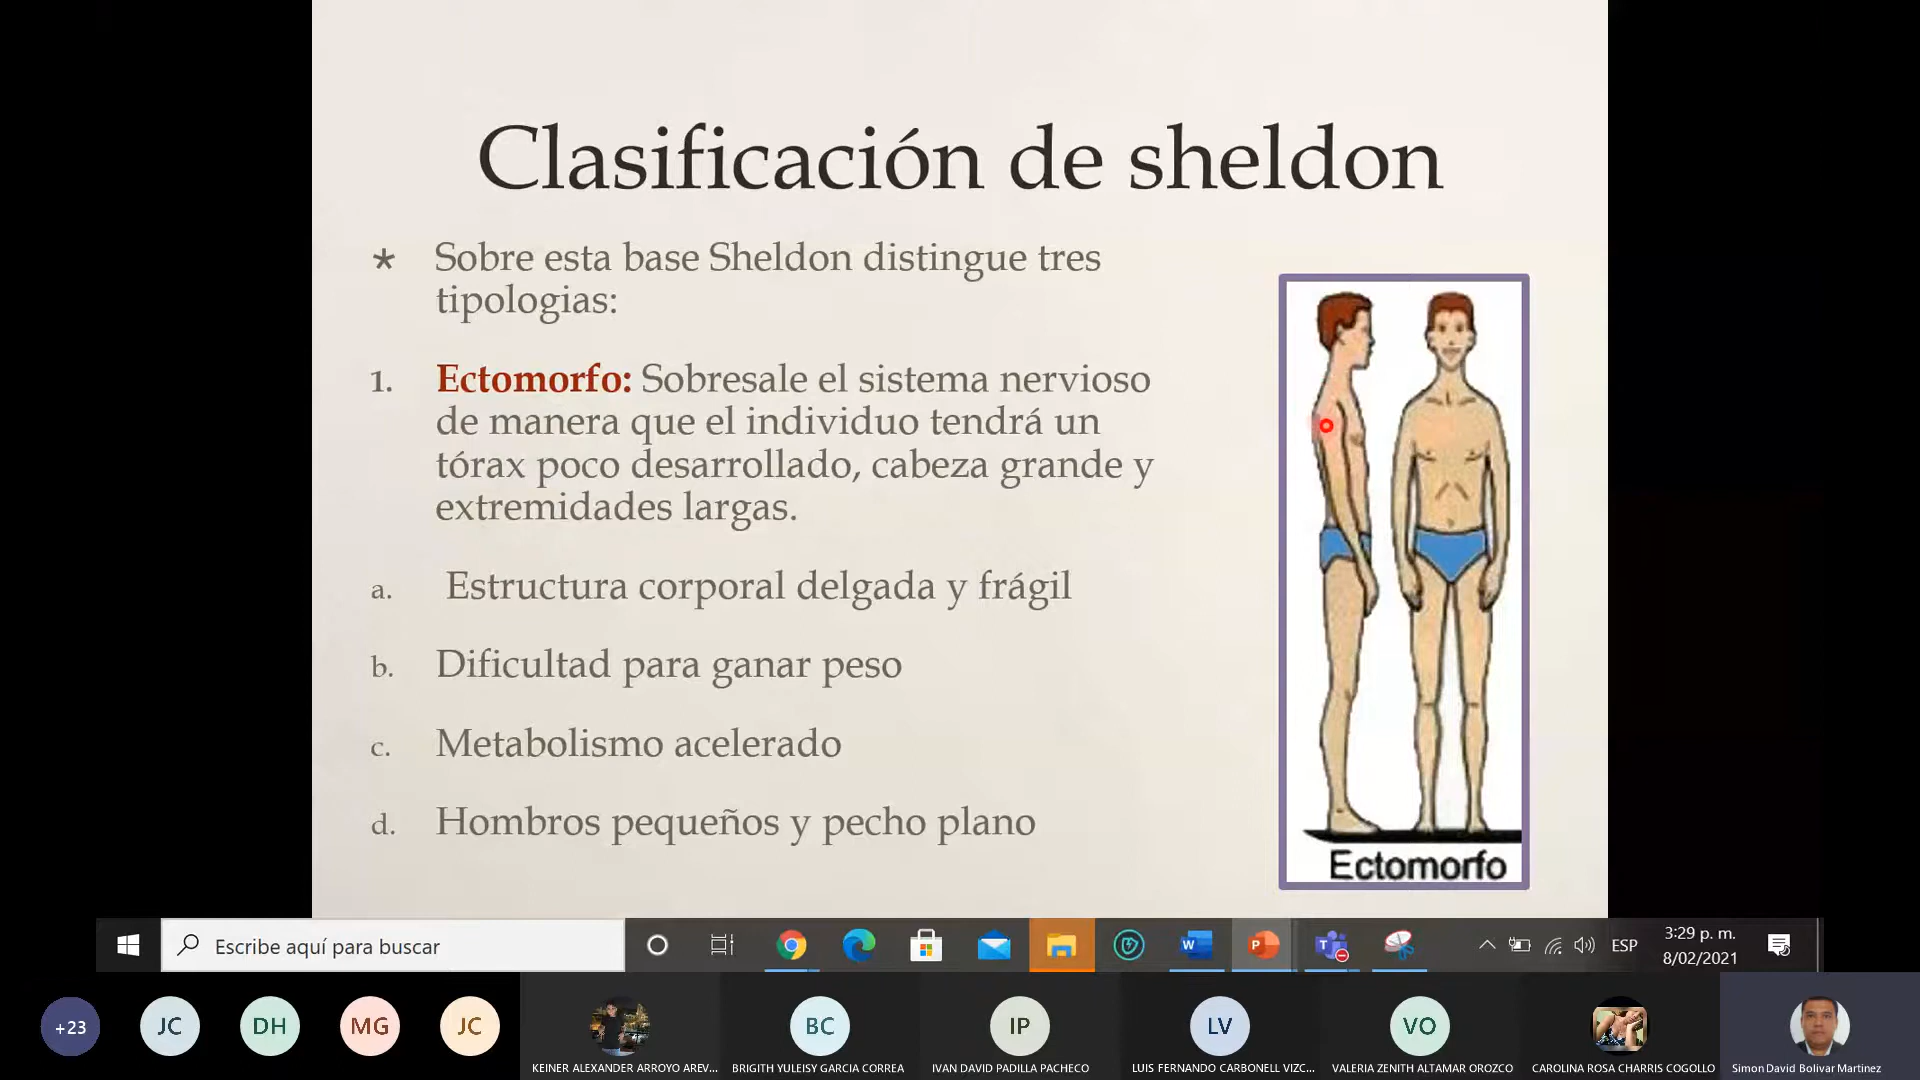 Clasificación de sheldon
* Sobre esta base Sheldon distingue tres
tipologias:
1. Ectomorfo: Sobresale el sistema nervioso
de manera que el individuo tendrá un
tórax poco desarrollado, cabeza grande y
extremidades largas.
a. Estructura corporal delgada y frágil
b. Dificultad para ganar peso
c. Metabolismo acelerado
d. Hombros pequeños y pecho plano
Ectomorfo
Escribe aquí para buscar
ESP
3:29 p. m.
8/02/2021
+23
JC
DH
MG
JC
BC
IP
LV
VO
KEINER ALEXANDER ARROYO AREV...
BRIGITH YULEISY GARCIA CORREA
IVAN DAVID PADILLA PACHECO
LUIS FERNANDO CARBONELL VIZC...
VALERIA ZENITH ALTAMAR OROZCO
CAROLINA ROSA CHARRIS COGOLLO
Simon David Bolivar Martinez